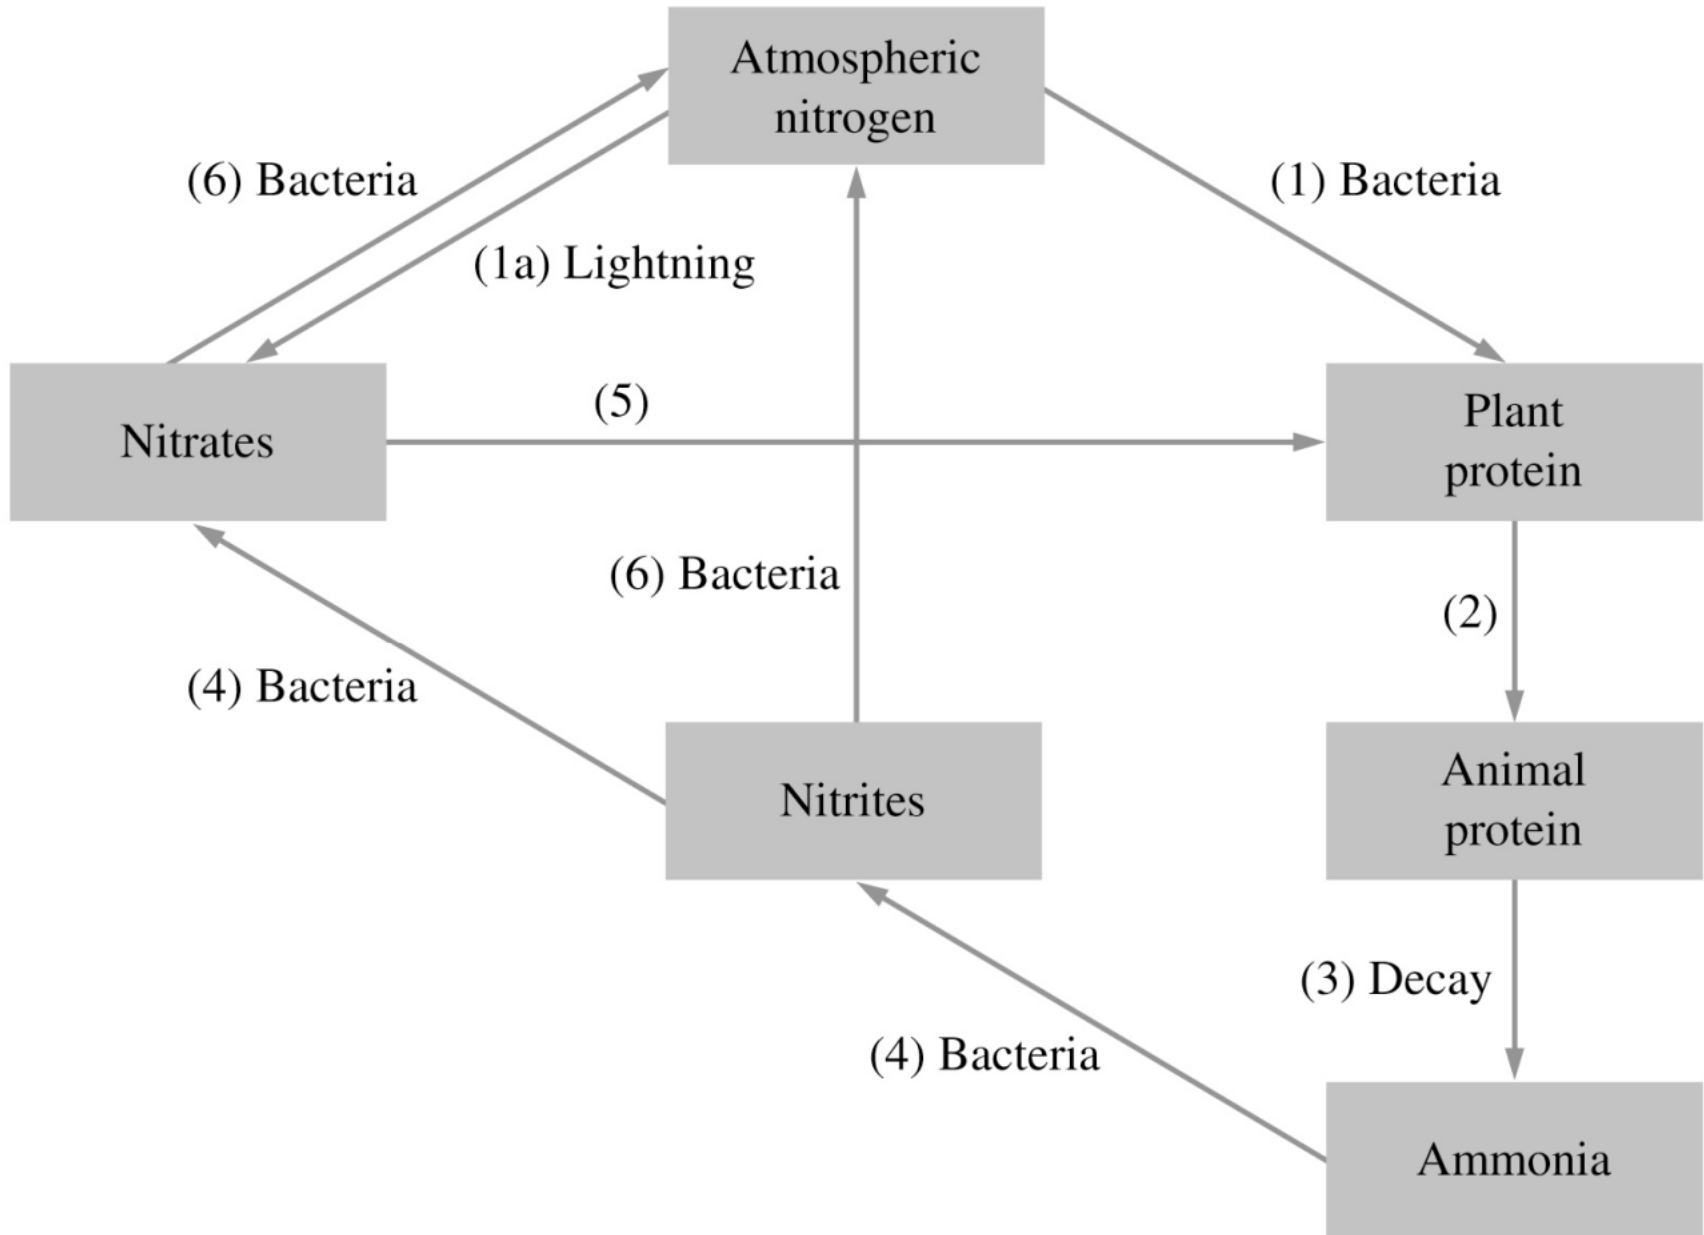 Atmospheric
nitrogen
(6) Bacteria
(1) Bacteria
(1a) Lightning
(5)
Nitrates
Plant
protein
(6) Bacteria
(2)
(4) Bacteria
Nitrites
Animal
protein
(3) Decay
(4) Bacteria
Ammonia